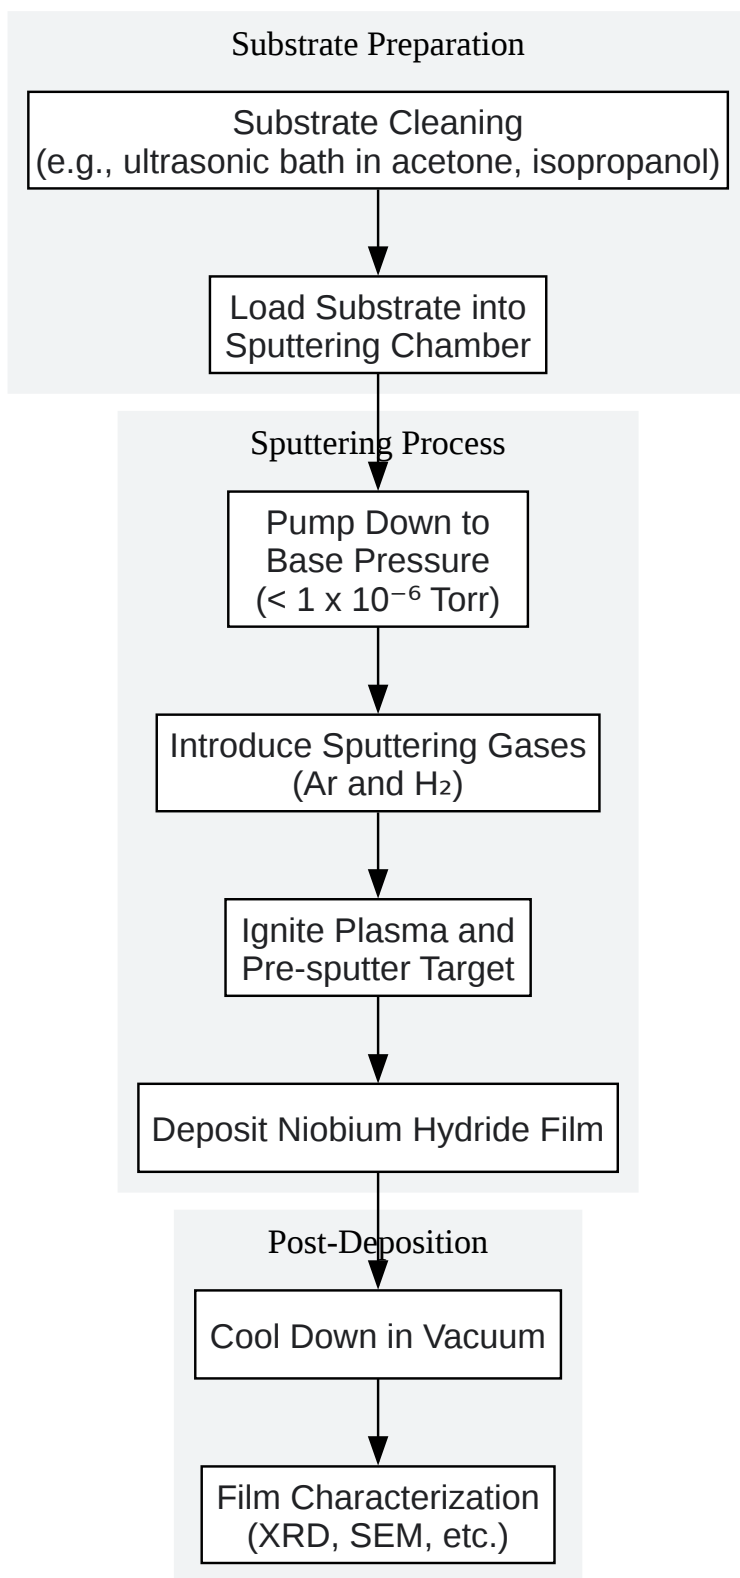 Substrate Preparation
Substrate Cleaning
(e.g., ultrasonic bath in acetone, isopropanol)
Load Substrate into
Sputtering Chamber
Sputtering Process
Pump Down to
Base Pressure
(< 1 x 10⁻⁶ Torr)
Introduce Sputtering Gases
(Ar and H₂)
Ignite Plasma and
Pre-sputter Target
Deposit Niobium Hydride Film
Post-Deposition
Cool Down in Vacuum
Film Characterization
(XRD, SEM, etc.)